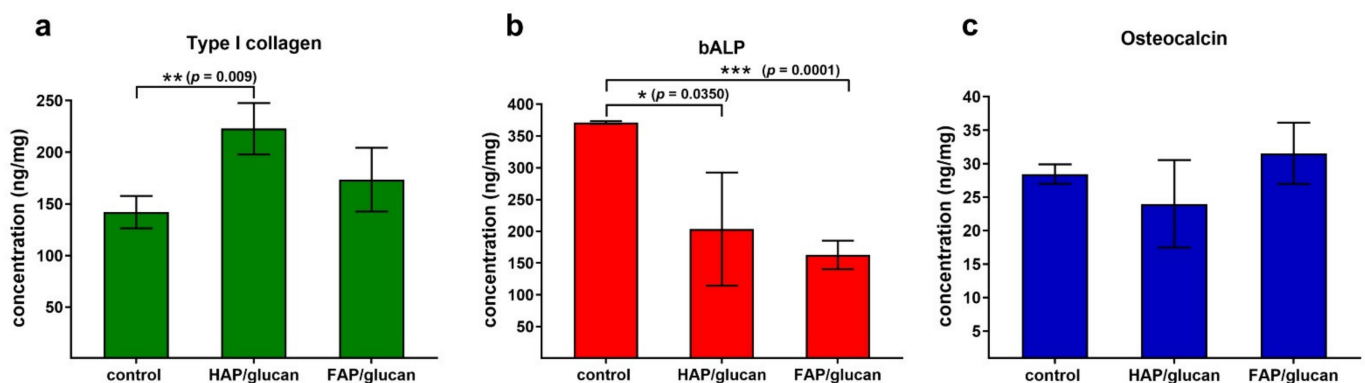 a
Type I collagen
** (p = 0.009)
concentration (ng/mg)
250
200
150
100
50
control
HAP/glucan
FAP/glucan
b
bALP
*** (p = 0.0001)
* (p = 0.0350)
concentration (ng/mg)
400
350
300
250
200
150
100
50
control
HAP/glucan
FAP/glucan
c
Osteocalcin
concentration (ng/mg)
40
35
30
25
20
15
10
5
control
HAP/glucan
FAP/glucan